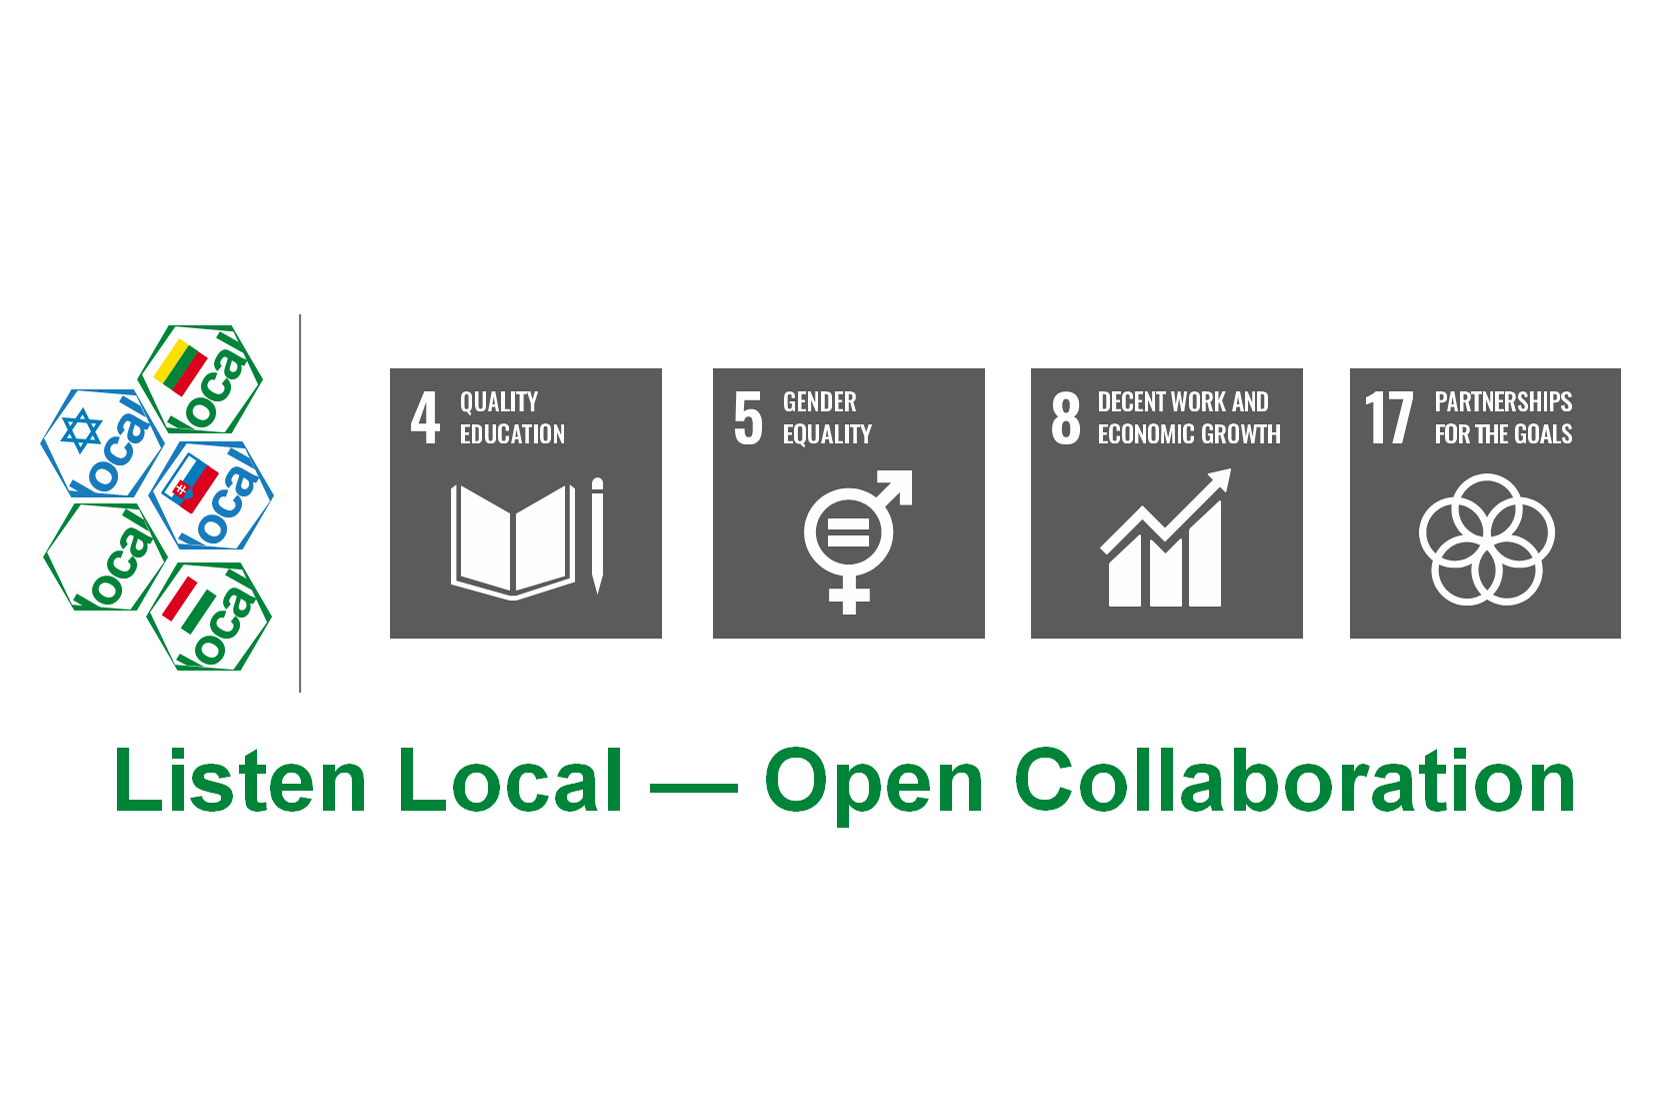 local
local
local
local
local
4 QUALITY
EDUCATION
5 GENDER
EQUALITY
8 DECENT WORK AND
ECONOMIC GROWTH
17 PARTNERSHIPS
FOR THE GOALS
Listen Local — Open Collaboration